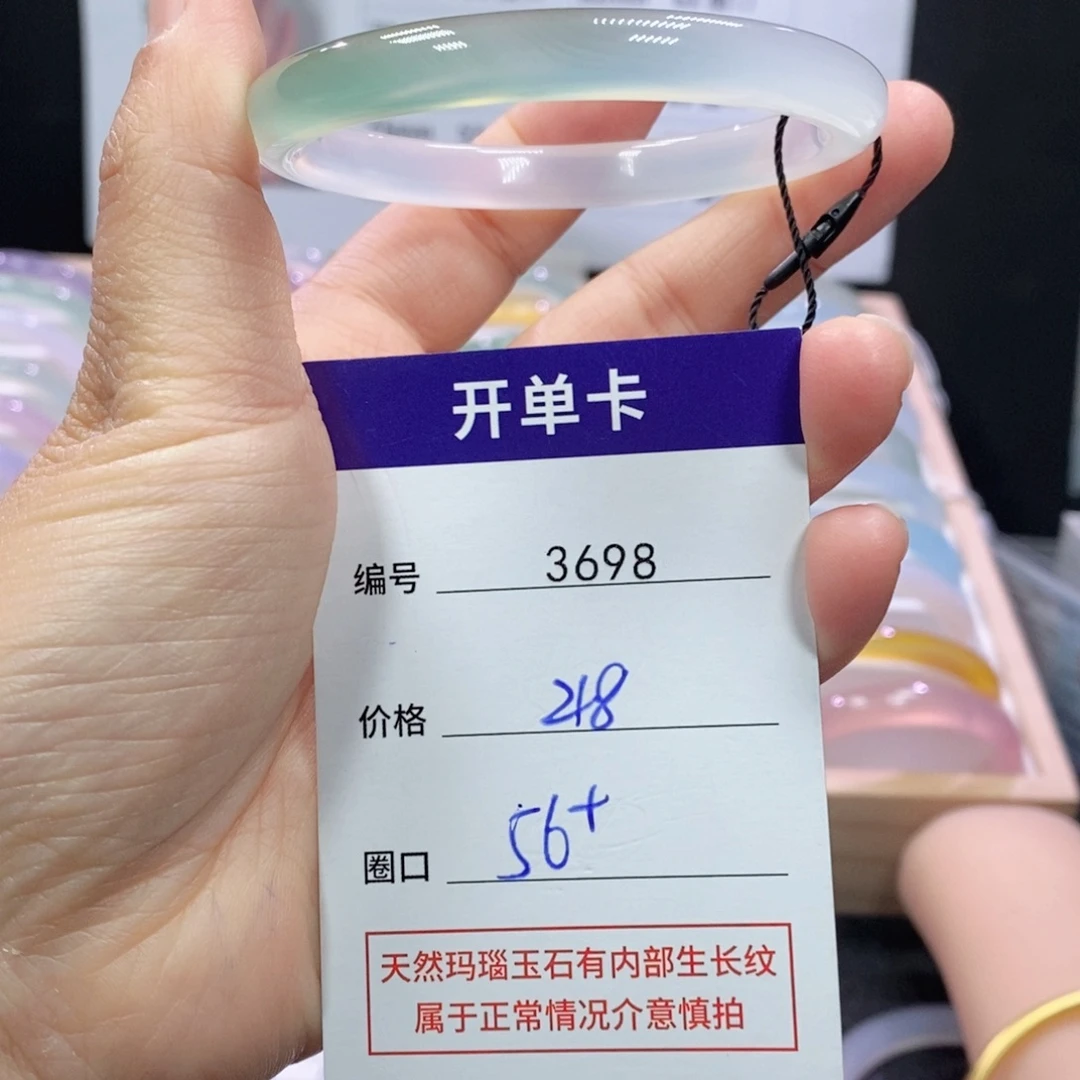 开单卡
编号 3698
价格 248
圈口 56+
天然玛瑙玉石有内部生长纹
属于正常情况介意慎拍